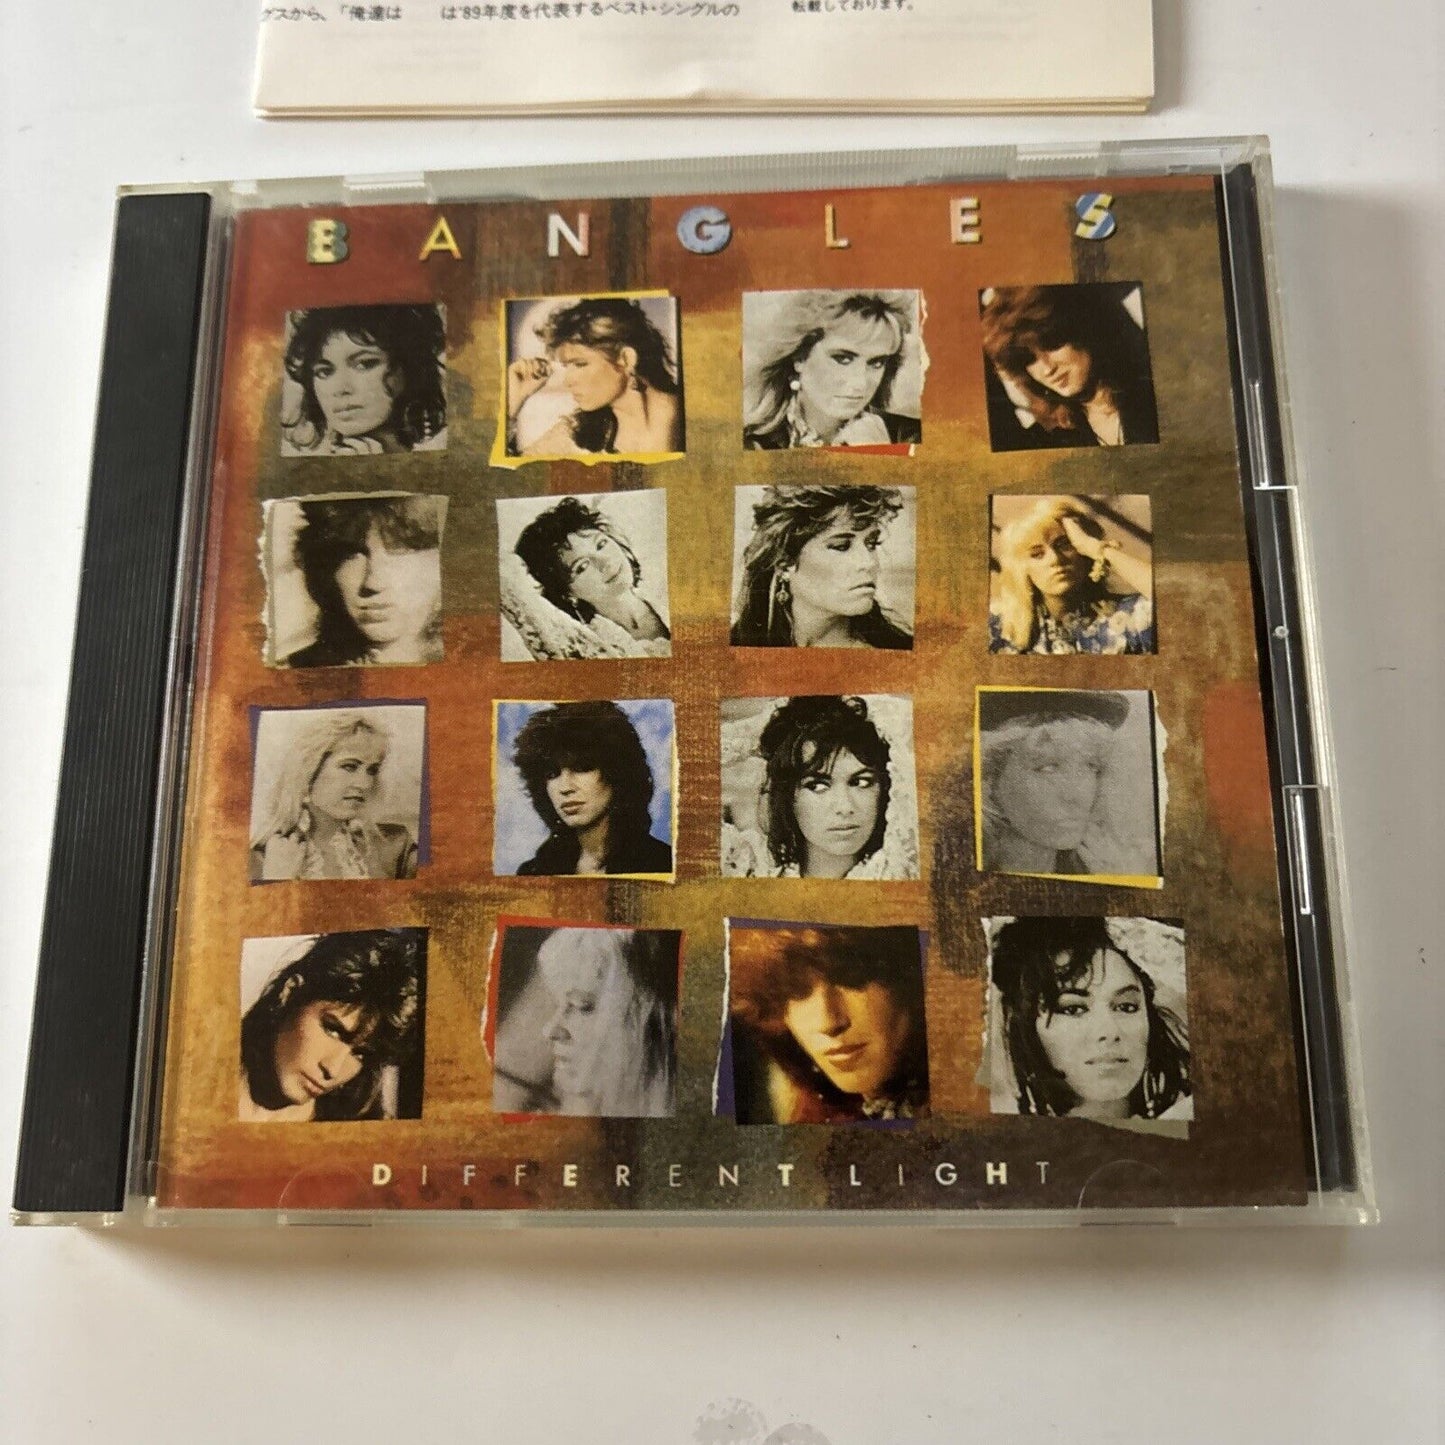 グスから、「俺達は　は'89年度を代表するベスト・シングルの
転載しております。
BANGLES
DIFFERENT LIGHT